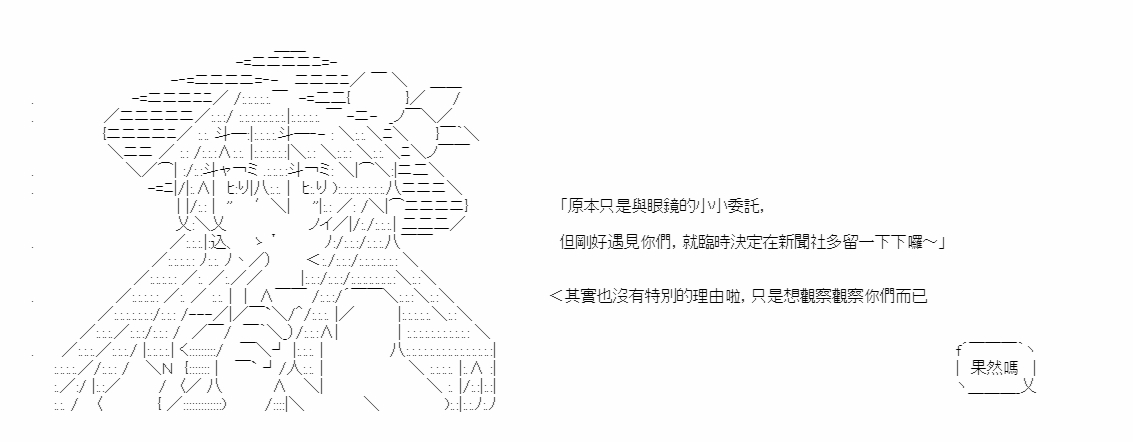 「原本只是與眼鏡的小小委託,
但剛好遇見你們, 就臨時決定在新聞社多留一下下囉～」
＜其實也沒有特別的理由啦, 只是想觀察觀察你們而已
果然嗎